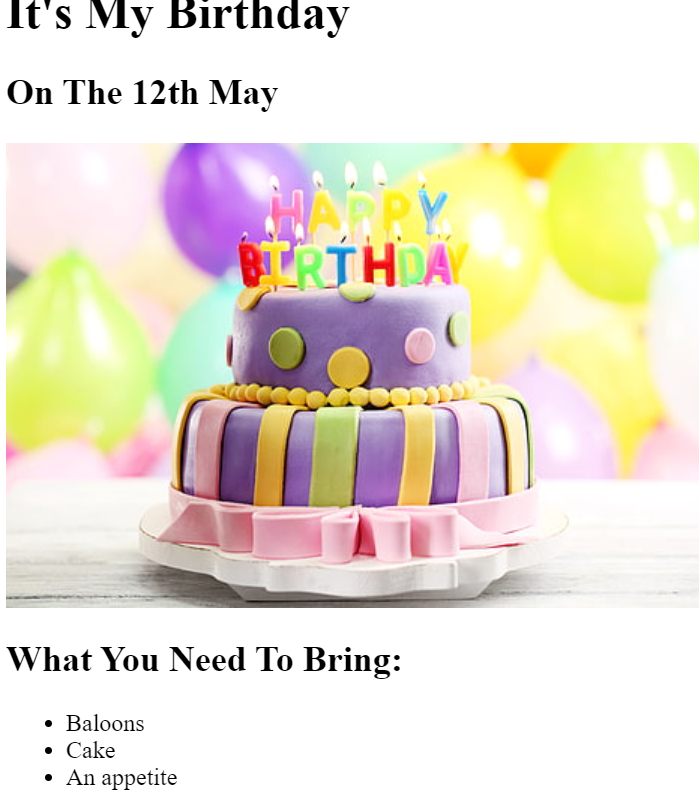 It's My Birthday
On The 12th May
HAPPY
BIRTHDAY
What You Need To Bring:
Baloons
Cake
An appetite